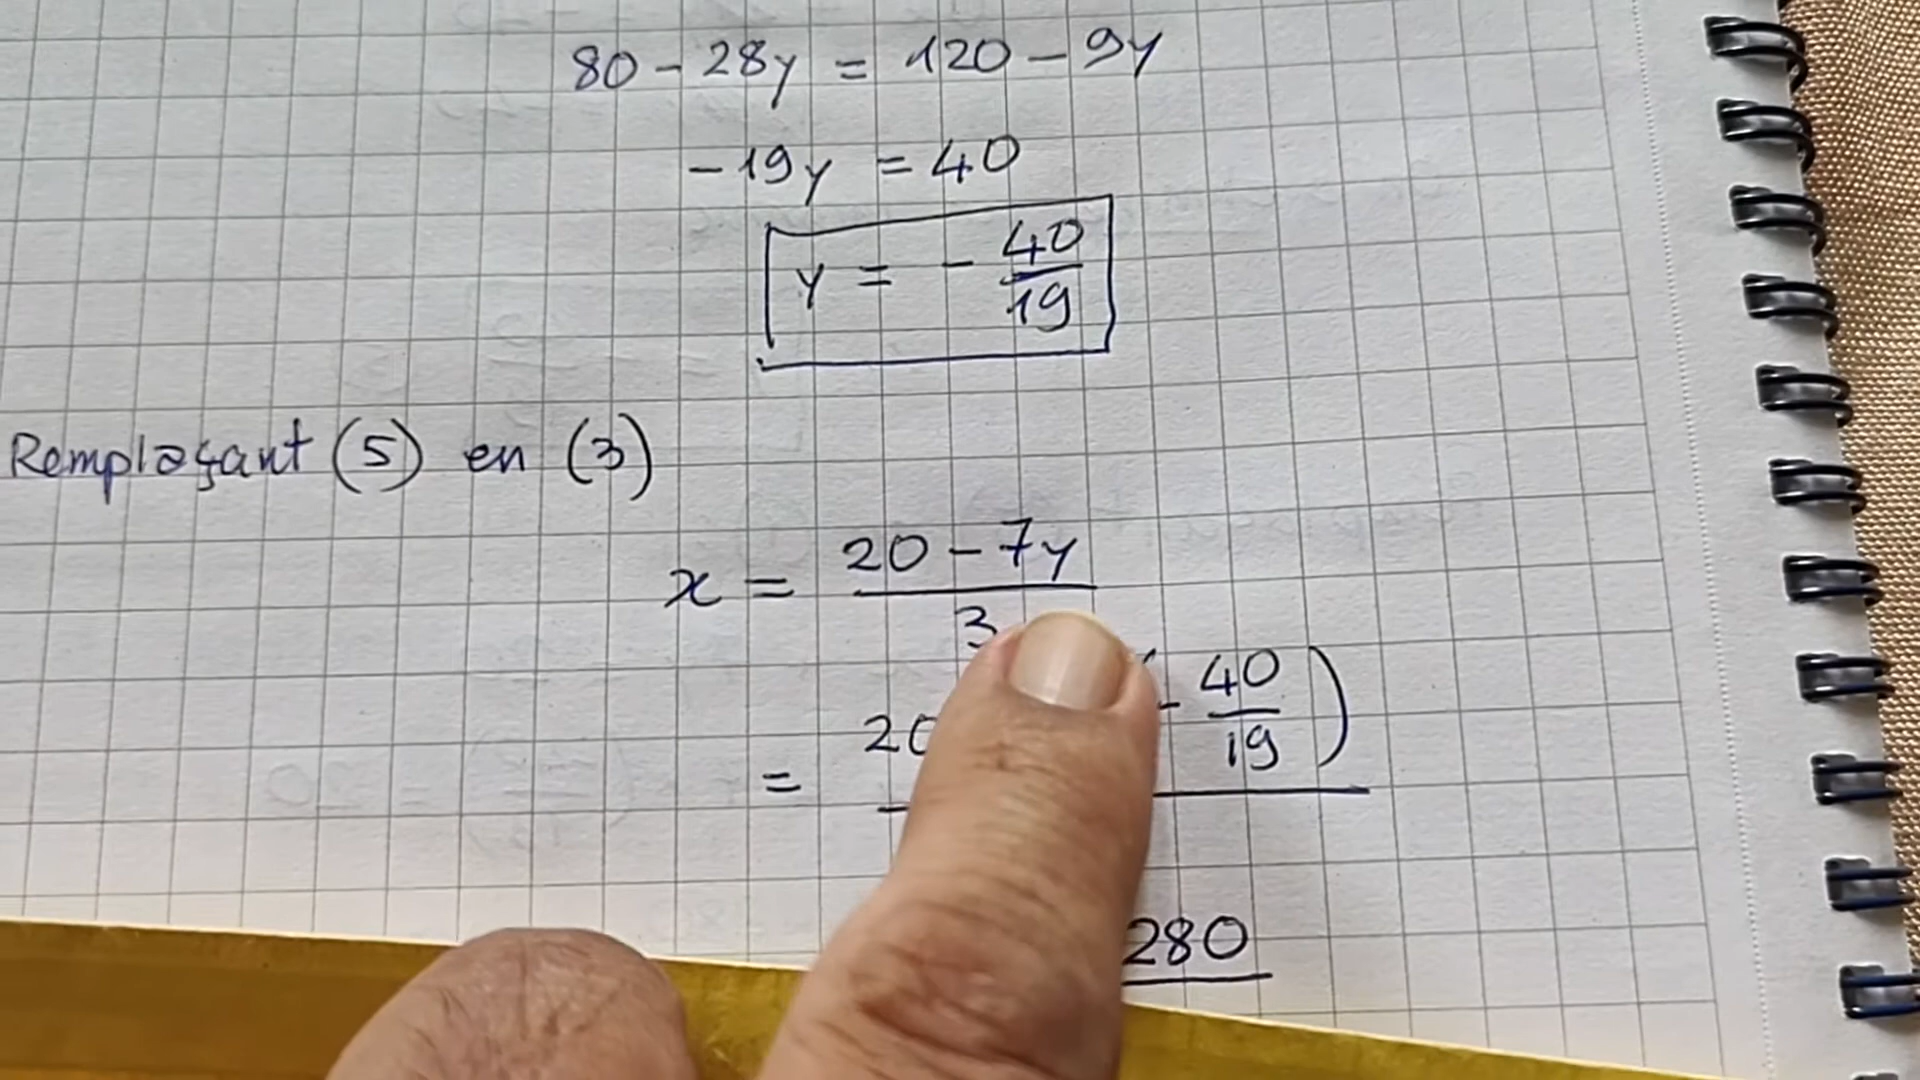 80 - 28y = 120 - 9y
-19y = 40
y = - 40/19
Remplaçant (5) en (3)
x = 20 - 7y / 3
= 20 - 40/19 )
280